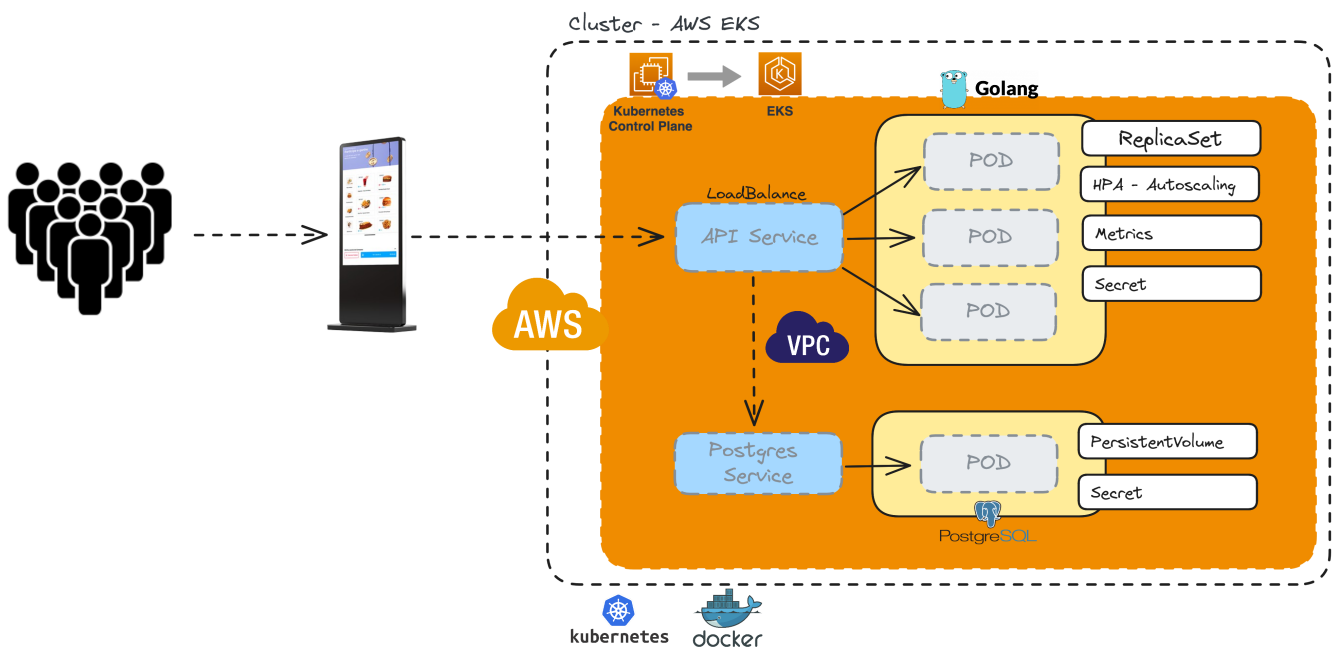 Cluster - AWS EKS
Kubernetes
Control Plane
EKS
Golang
LoadBalance
API Service
POD
POD
POD
ReplicaSet
HPA - Autoscaling
Metrics
Secret
AWS
VPC
Postgres
Service
POD
PersistentVolume
Secret
PostgreSQL
kubernetes
docker